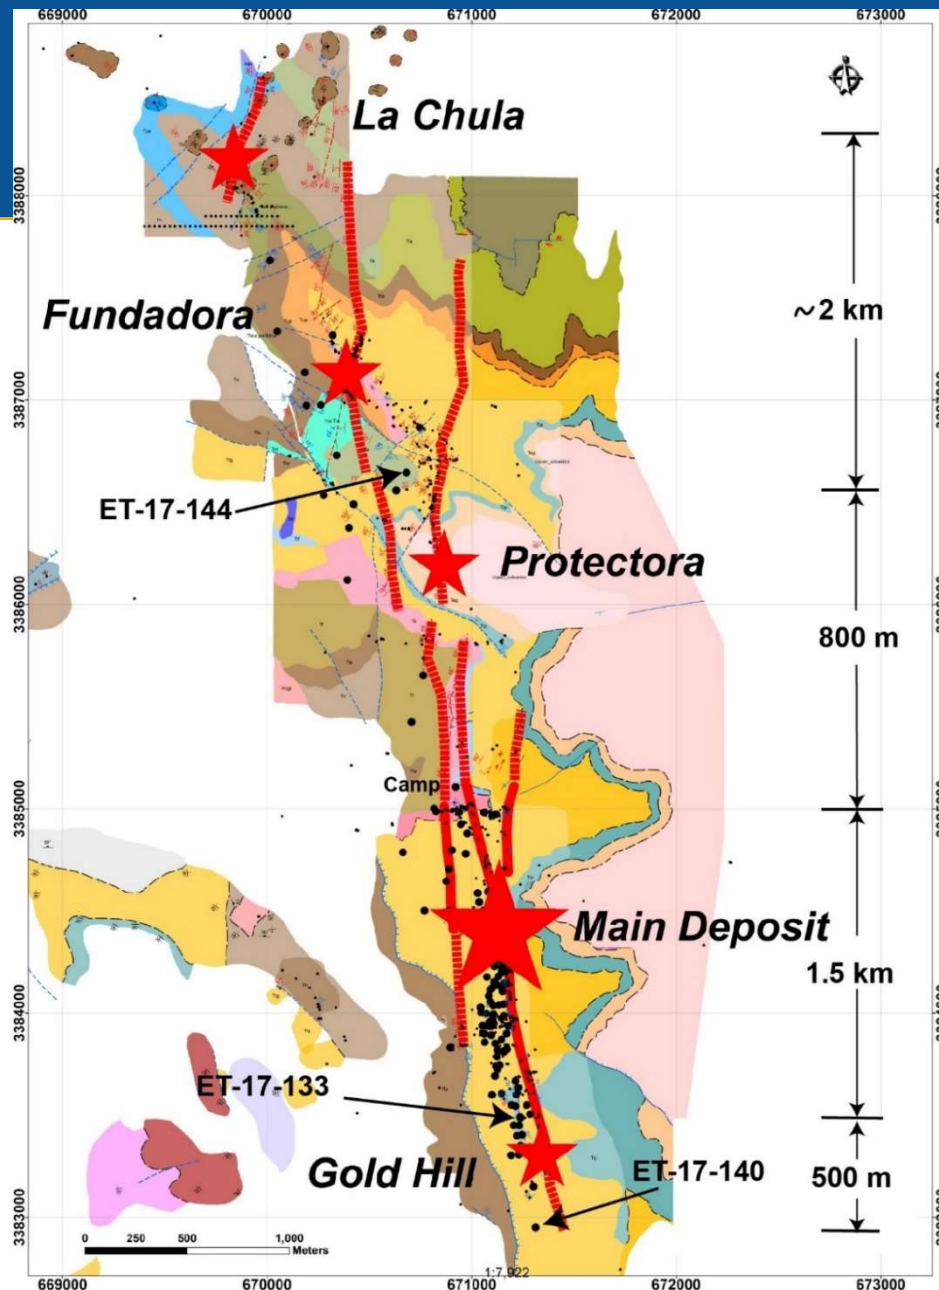 669000 670000 671000 672000 673000
La Chula
3388000
Fundadora
~2 km
3387000
ET-17-144
Protectora
3386000
800 m
Camp
3385000
Main Deposit
1.5 km
3384000
ET-17-133
Gold Hill
ET-17-140
500 m
3383000
0 250 500 1,000
Meters
1:7,922
669000 670000 671000 672000 673000